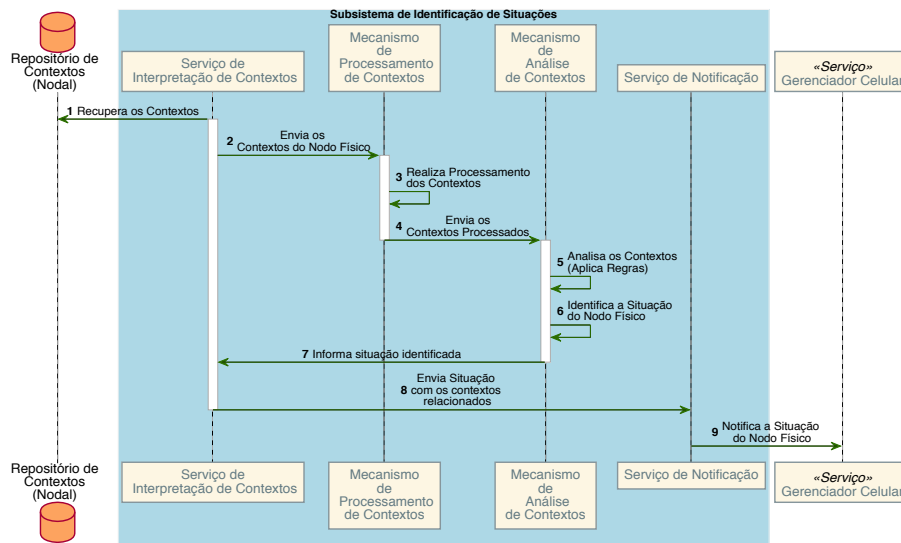 Subsistema de Identificação de Situações
Repositório de
Contextos
(Nodal)
Serviço de
Interpretação de Contextos
Mecanismo
de
Processamento
de Contextos
Mecanismo
de
Análise
de Contextos
Serviço de Notificação
«Serviço»
Gerenciador Celular
1 Recupera os Contextos
2 Envia os
Contextos do Nodo Físico
3 Realiza Processamento
dos Contextos
4 Envia os
Contextos Processados
5 Analisa os Contextos
(Aplica Regras)
6 Identifica a Situação
do Nodo Físico
7 Informa situação identificada
Envia Situação
8 com os contextos
relacionados
9 Notifica a Situação
do Nodo Físico
Repositório de
Contextos
(Nodal)
Serviço de
Interpretação de Contextos
Mecanismo
de
Processamento
de Contextos
Mecanismo
de
Análise
de Contextos
Serviço de Notificação
«Serviço»
Gerenciador Celular